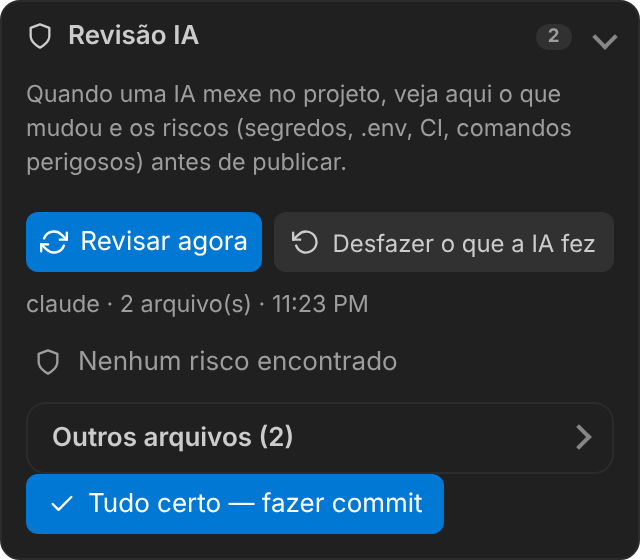 Revisão IA
2
Quando uma IA mexe no projeto, veja aqui o que
mudou e os riscos (segredos, .env, CI, comandos
perigosos) antes de publicar.
Revisar agora
Desfazer o que a IA fez
claude · 2 arquivo(s) · 11:23 PM
Nenhum risco encontrado
Outros arquivos (2)
Tudo certo — fazer commit